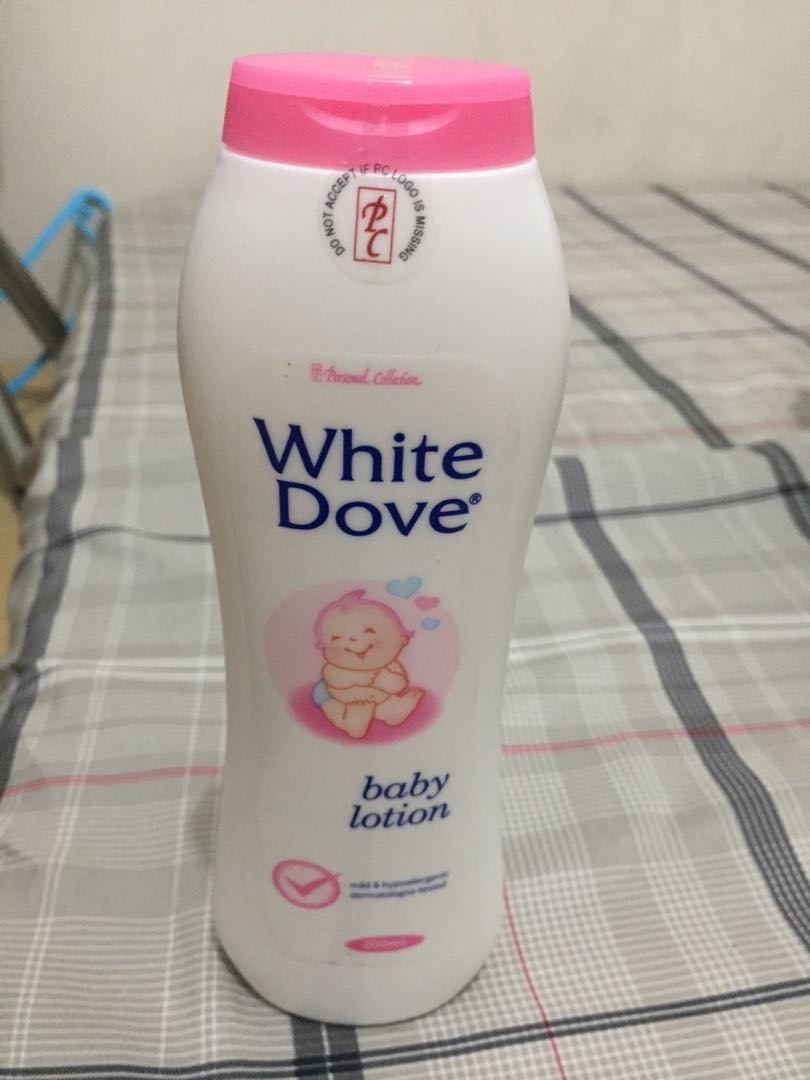 DO NOT ACCEPT IF PC LOGO IS MISSING
PC
Personal Collection
White
Dove®
baby
lotion
mild & hypoallergenic
dermatologist-tested
200mL